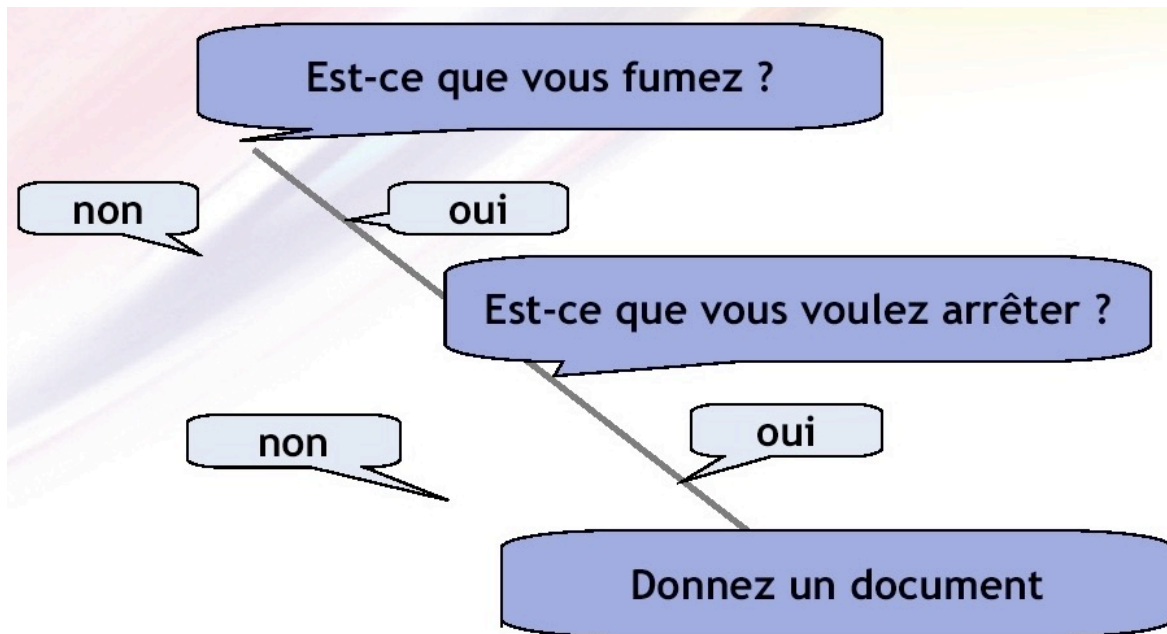 Est-ce que vous fumez ?
non
oui
Est-ce que vous voulez arrêter ?
non
oui
Donnez un document